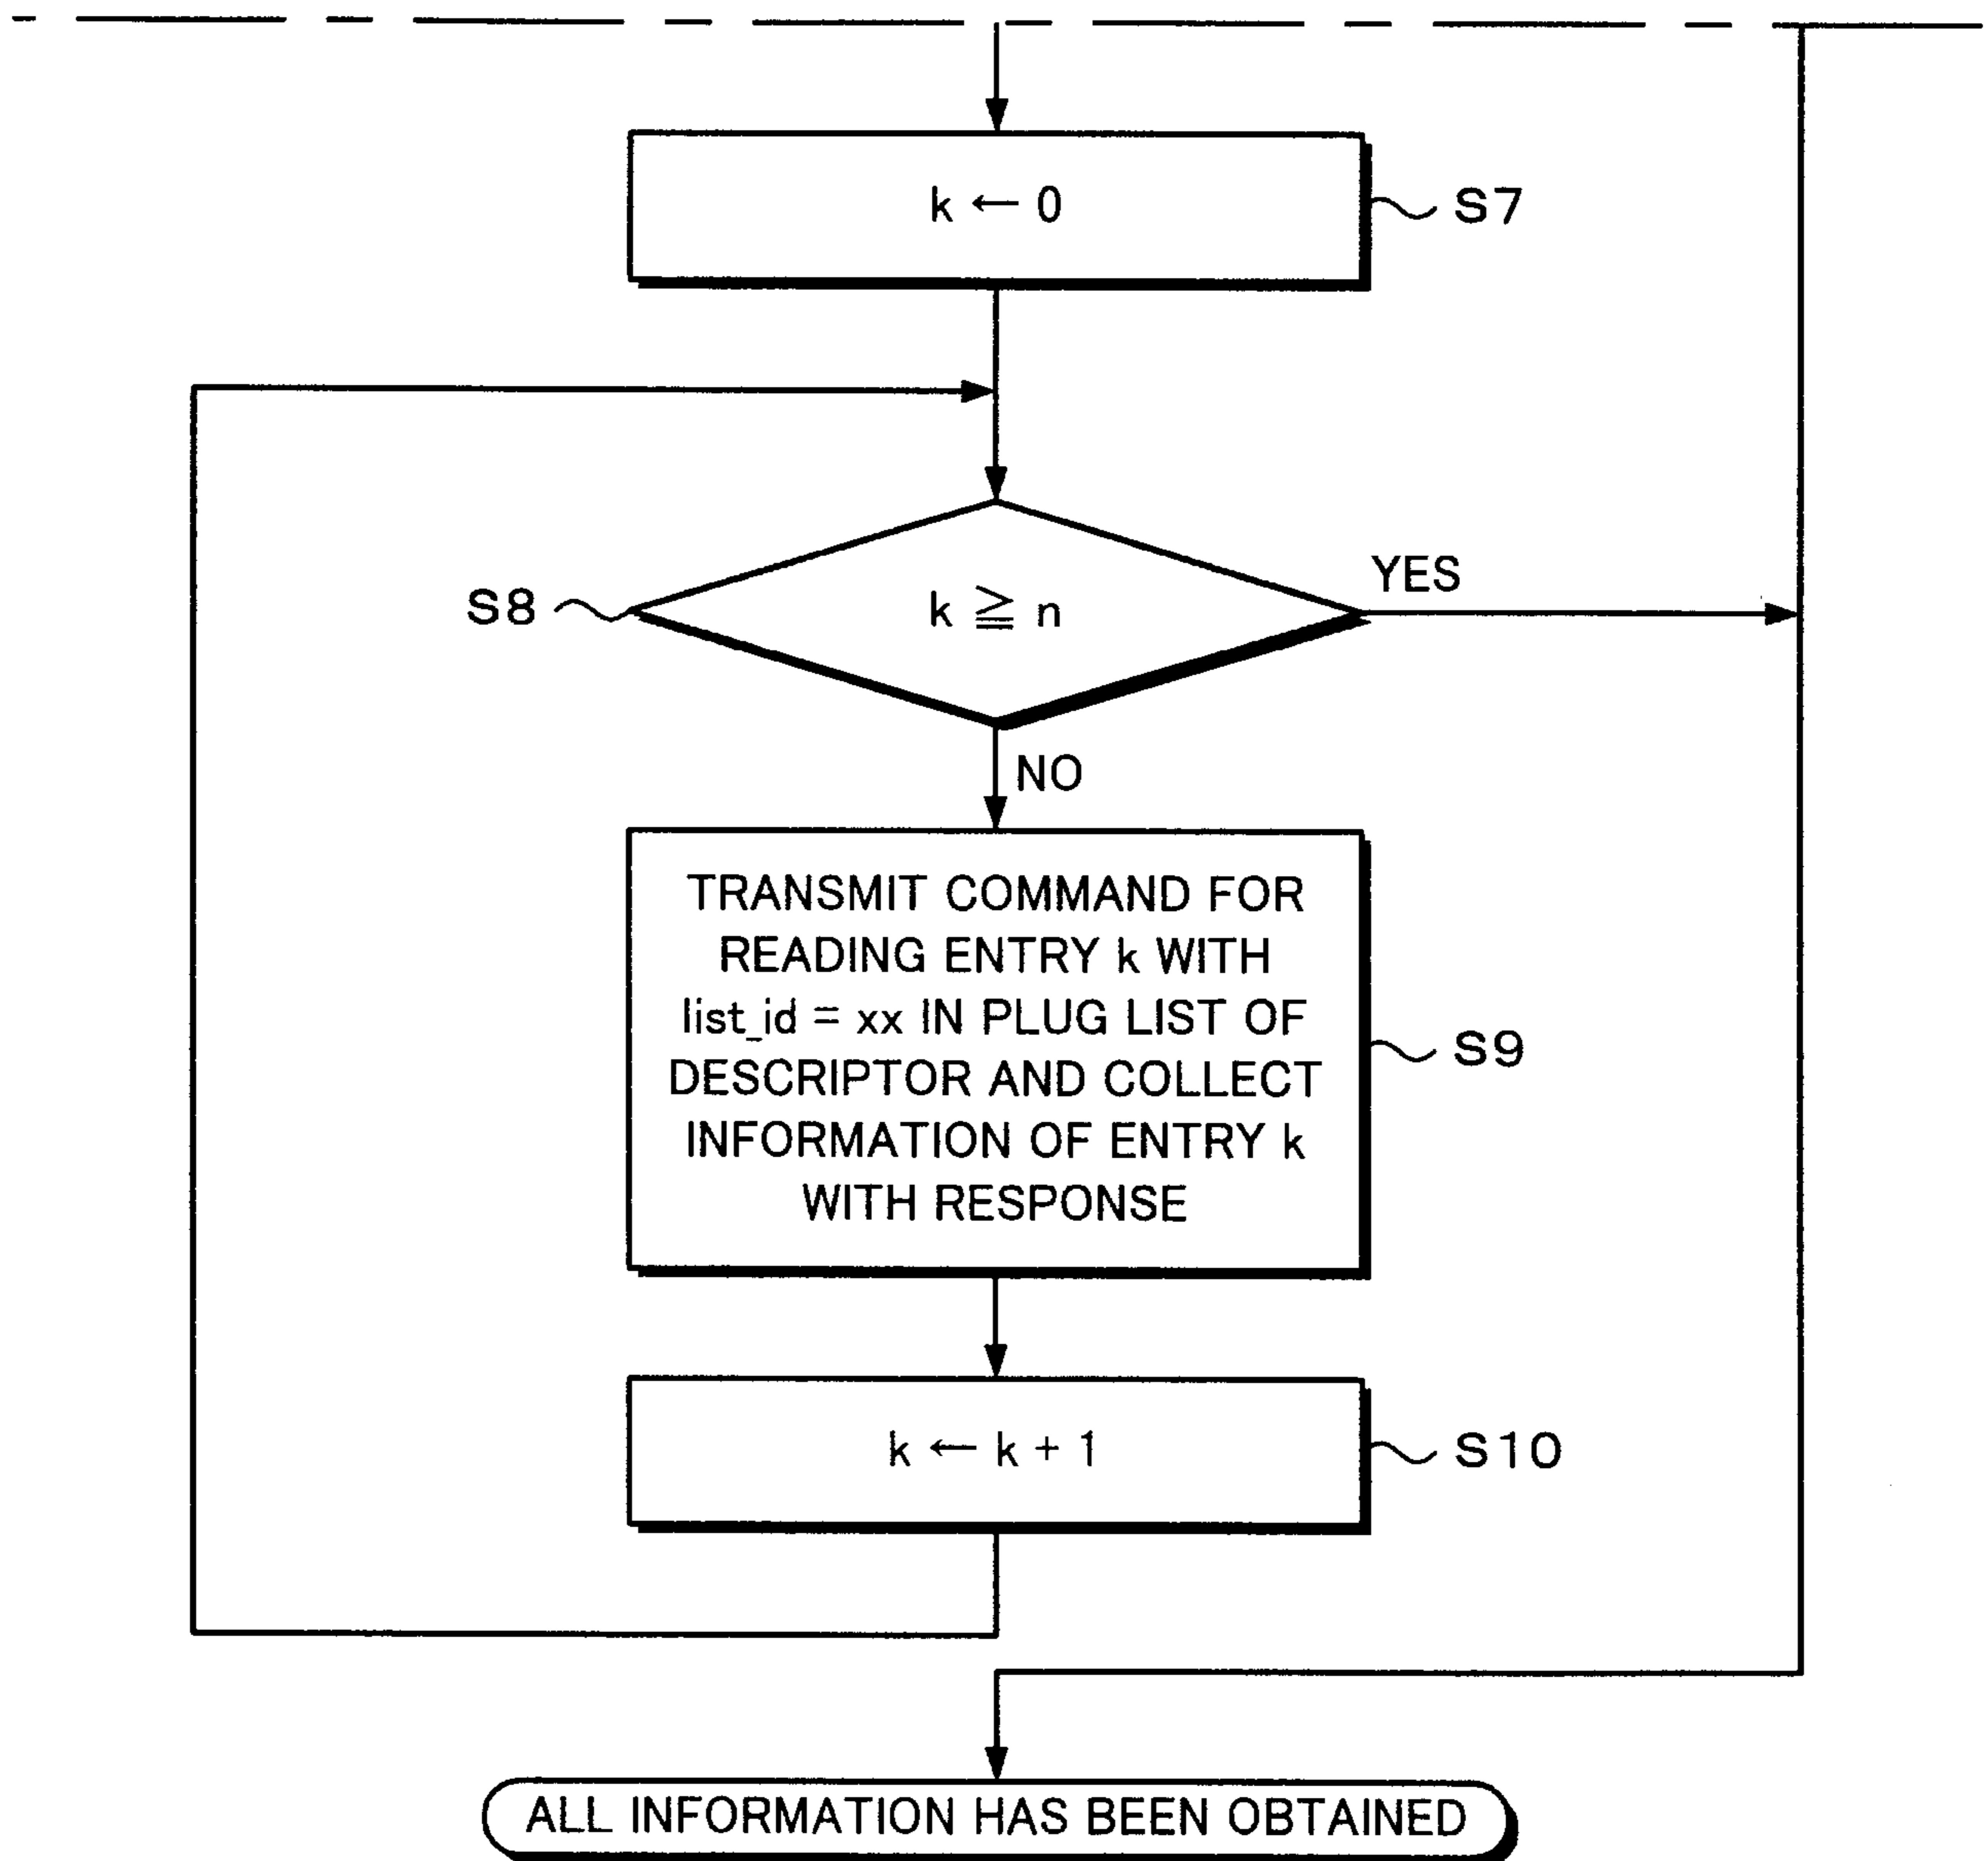 k ← 0
S7
YES
S8
k ≧ n
NO
TRANSMIT COMMAND FOR
READING ENTRY k WITH
list_id = xx IN PLUG LIST OF
DESCRIPTOR AND COLLECT
INFORMATION OF ENTRY k
WITH RESPONSE
S9
k ← k + 1
S10
ALL INFORMATION HAS BEEN OBTAINED